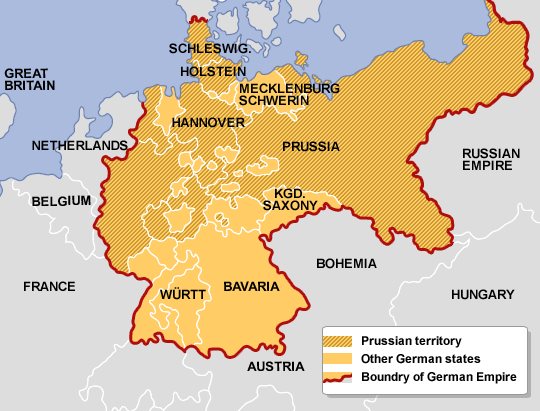 SCHLESWIG.
HOLSTEIN
GREAT
BRITAIN
MECKLENBURG
SCHWERIN
HANNOVER
NETHERLANDS
PRUSSIA
RUSSIAN
EMPIRE
BELGIUM
KGD.
SAXONY
BOHEMIA
FRANCE
WÜRTT
BAVARIA
HUNGARY
AUSTRIA
Prussian territory
Other German states
Boundry of German Empire